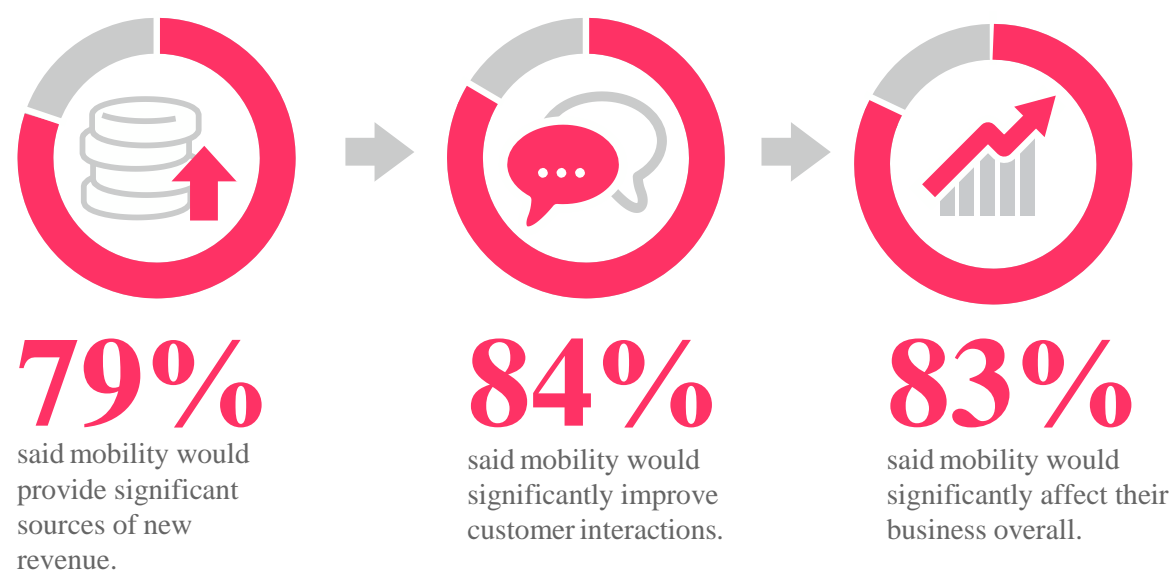 79%
said mobility would
provide significant
sources of new
revenue.
84%
said mobility would
significantly improve
customer interactions.
83%
said mobility would
significantly affect their
business overall.